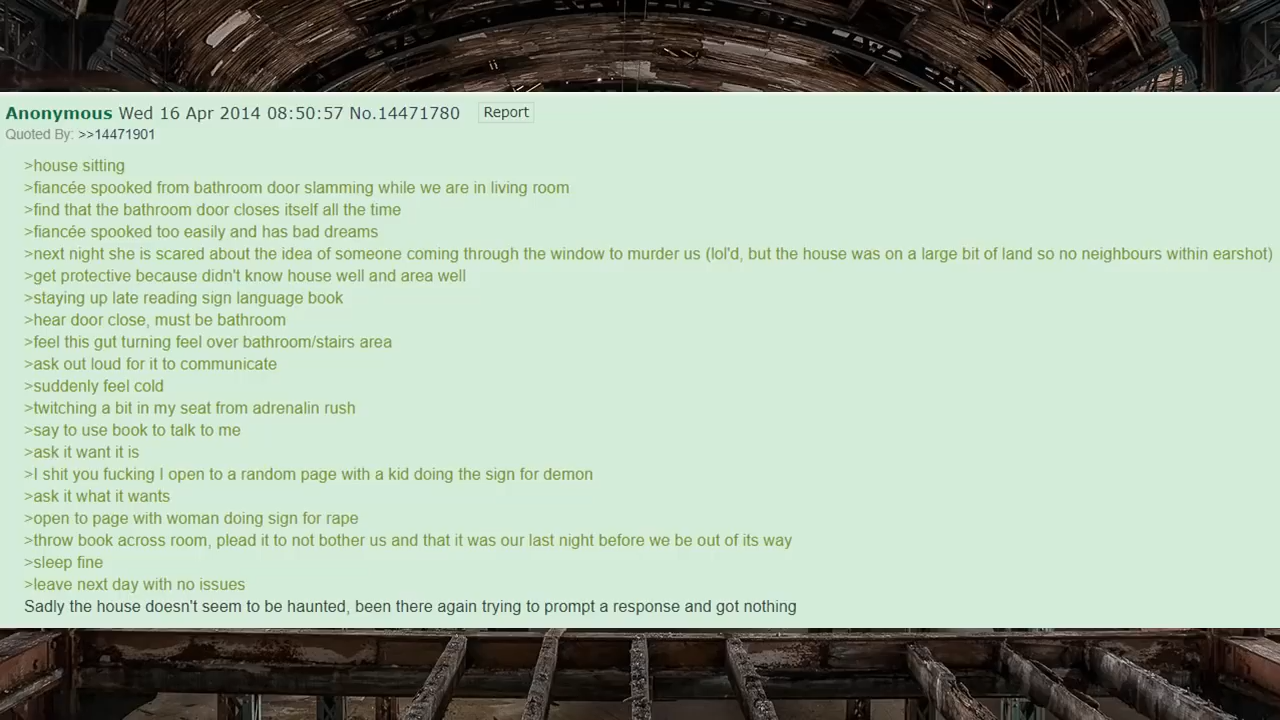 Anonymous Wed 16 Apr 2014 08:50:57 No.14471780 Report
Quoted By: >>14471901
>house sitting
>fiancée spooked from bathroom door slamming while we are in living room
>find that the bathroom door closes itself all the time
>fiancée spooked too easily and has bad dreams
>next night she is scared about the idea of someone coming through the window to murder us (lol'd, but the house was on a large bit of land so no neighbours within earshot)
>get protective because didn't know house well and area well
>staying up late reading sign language book
>hear door close, must be bathroom
>feel this gut turning feel over bathroom/stairs area
>ask out loud for it to communicate
>suddenly feel cold
>twitching a bit in my seat from adrenalin rush
>say to use book to talk to me
>ask it want it is
>I shit you fucking I open to a random page with a kid doing the sign for demon
>ask it what it wants
>open to page with woman doing sign for rape
>throw book across room, plead it to not bother us and that it was our last night before we be out of its way
>sleep fine
>leave next day with no issues
Sadly the house doesn't seem to be haunted, been there again trying to prompt a response and got nothing